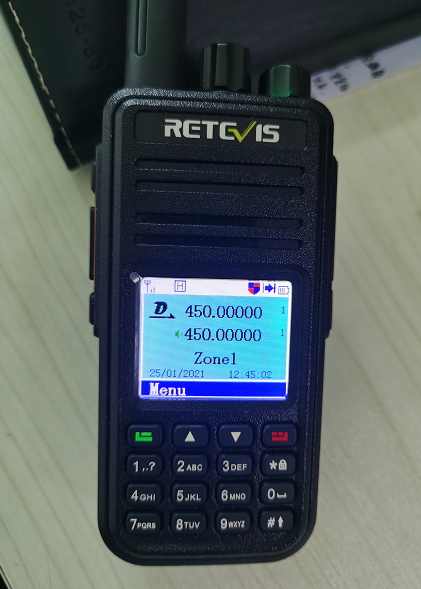 RETEVIS
H
D 450.00000 1
450.00000 1
Zone1
25/01/2021 12:45:02
Menu
1,.? 2ABC 3DEF *
4GHI 5JKL 6MNO 0
7PQRS 8TUV 9WXYZ #